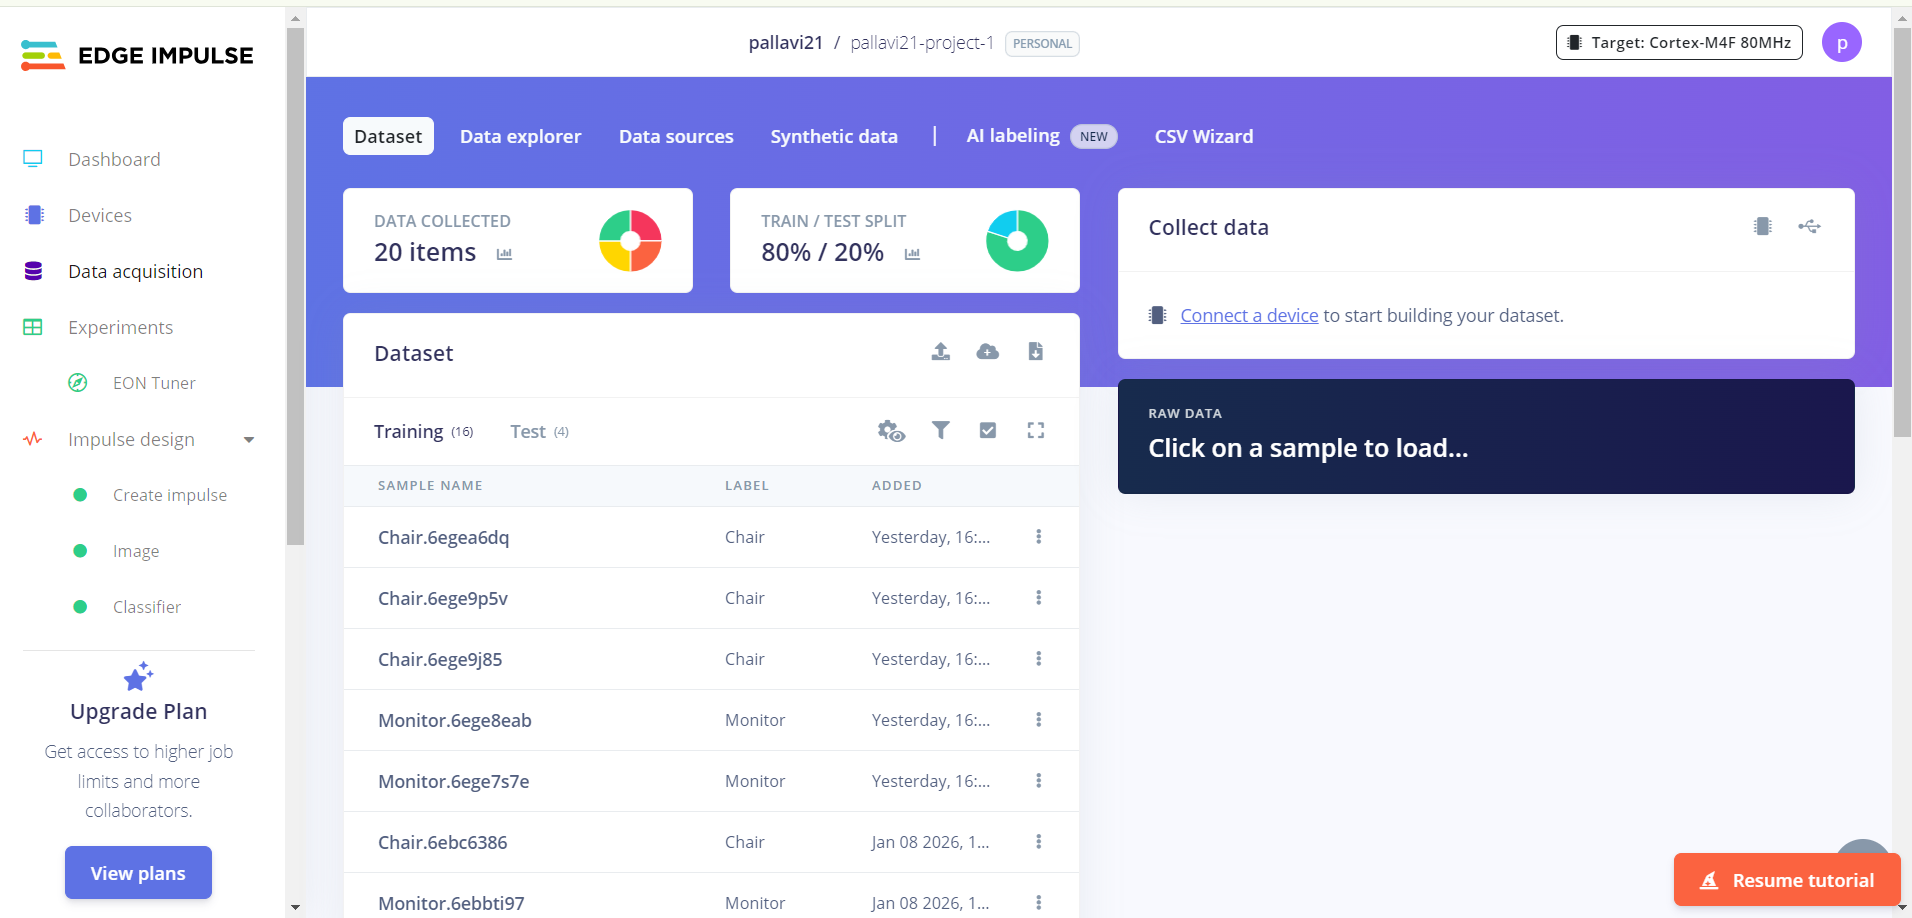 EDGE IMPULSE
pallavi21 / pallavi21-project-1 PERSONAL
Target: Cortex-M4F 80MHz
p
Dashboard
Devices
Data acquisition
Experiments
EON Tuner
Impulse design
Create impulse
Image
Classifier
Upgrade Plan
Get access to higher job
limits and more
collaborators.
View plans
Dataset Data explorer Data sources Synthetic data | AI labeling NEW CSV Wizard
DATA COLLECTED
20 items
TRAIN / TEST SPLIT
80% / 20%
Dataset
Training (16) Test (4)
SAMPLE NAME LABEL ADDED
Chair.6egea6dq Chair Yesterday, 16:...
Chair.6ege9p5v Chair Yesterday, 16:...
Chair.6ege9j85 Chair Yesterday, 16:...
Monitor.6ege8eab Monitor Yesterday, 16:...
Monitor.6ege7s7e Monitor Yesterday, 16:...
Chair.6ebc6386 Chair Jan 08 2026, 1...
Monitor.6ebbti97 Monitor Jan 08 2026, 1...
Collect data
Connect a device to start building your dataset.
RAW DATA
Click on a sample to load...
Resume tutorial